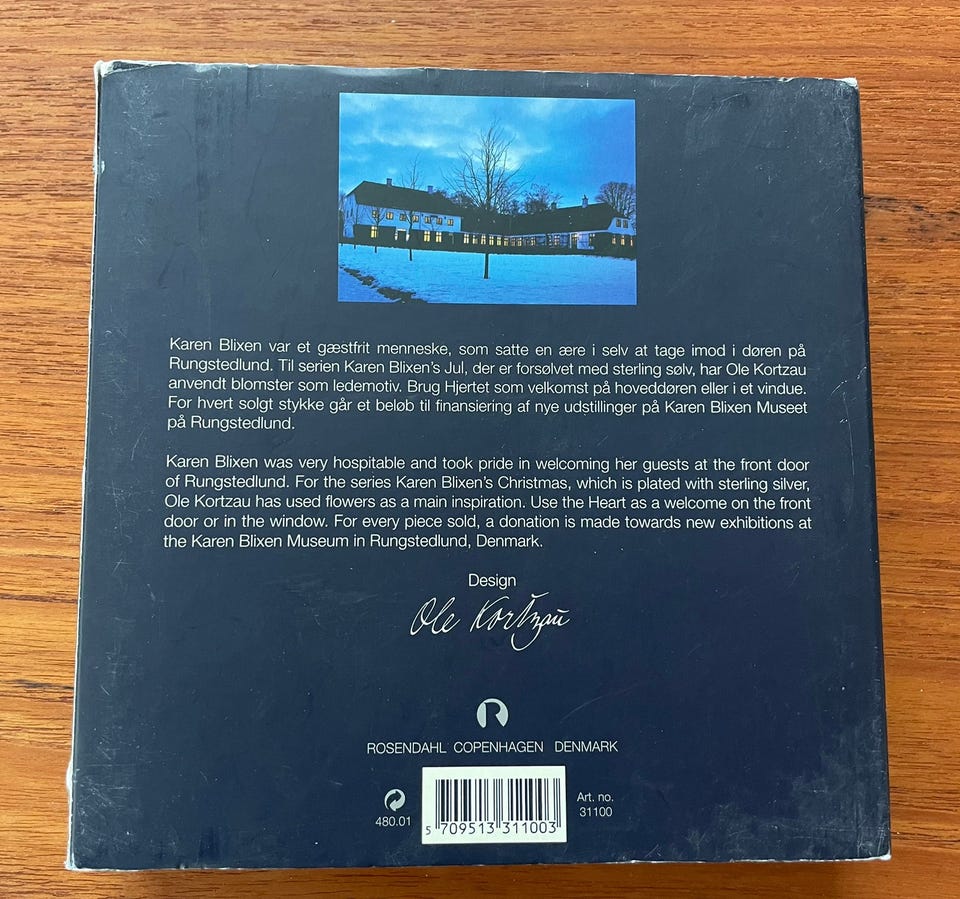 Karen Blixen var et gæstfrit menneske, som satte en ære i selv at tage imod i døren på
Rungstedlund. Til serien Karen Blixen's Jul, der er forsølvet med sterling sølv, har Ole Kortzau
anvendt blomster som ledemotiv. Brug Hjertet som velkomst på hoveddøren eller i et vindue.
For hvert solgt stykke går et beløb til finansiering af nye udstillinger på Karen Blixen Museet
på Rungstedlund.
Karen Blixen was very hospitable and took pride in welcoming her guests at the front door
of Rungstedlund. For the series Karen Blixen's Christmas, which is plated with sterling silver,
Ole Kortzau has used flowers as a main inspiration. Use the Heart as a welcome on the front
door or in the window. For every piece sold, a donation is made towards new exhibitions at
the Karen Blixen Museum in Rungstedlund, Denmark.
Design
Ole Kortzau
R
ROSENDAHL COPENHAGEN DENMARK
480.01
5 709513 311003
Art. no.
31100